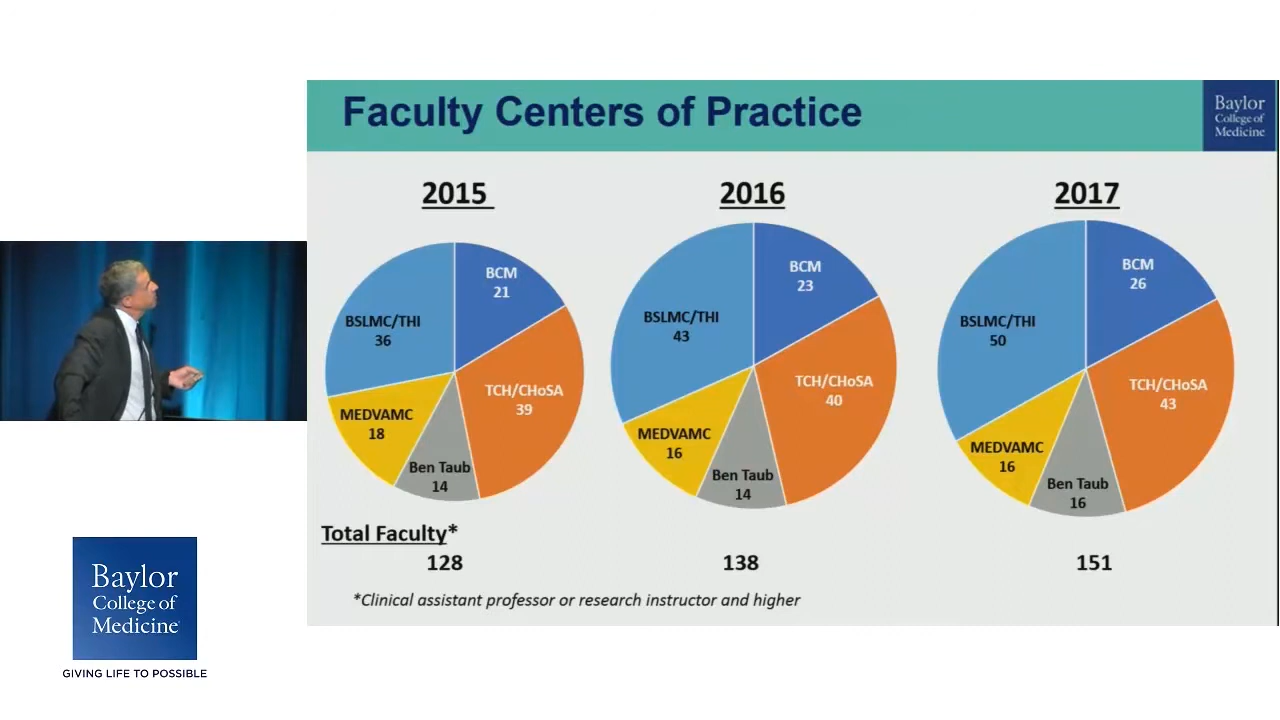 Faculty Centers of Practice
Baylor
College of
Medicine
2015
2016
2017
BCM
21
TCH/CHoSA
39
Ben Taub
14
MEDVAMC
18
BSLMC/THI
36
BCM
23
TCH/CHoSA
40
Ben Taub
14
MEDVAMC
16
BSLMC/THI
43
BCM
26
TCH/CHoSA
43
Ben Taub
16
MEDVAMC
16
BSLMC/THI
50
Total Faculty*
128
138
151
*Clinical assistant professor or research instructor and higher
Baylor
College of
Medicine
GIVING LIFE TO POSSIBLE